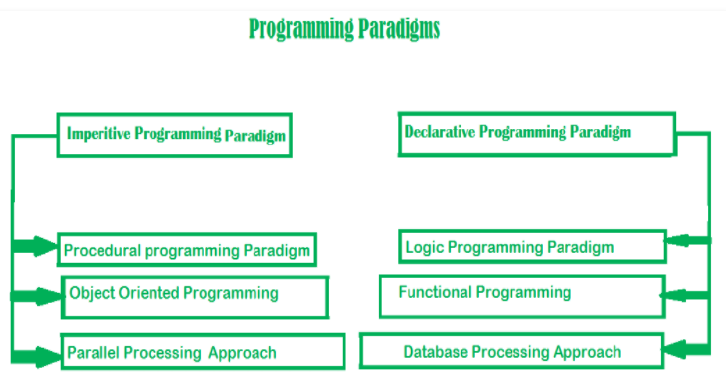 Programming Paradigms
Imperitive Programming Paradigm
Declarative Programming Paradigm
Procedural programming Paradigm
Logic Programming Paradigm
Object Oriented Programming
Functional Programming
Parallel Processing Approach
Database Processing Approach